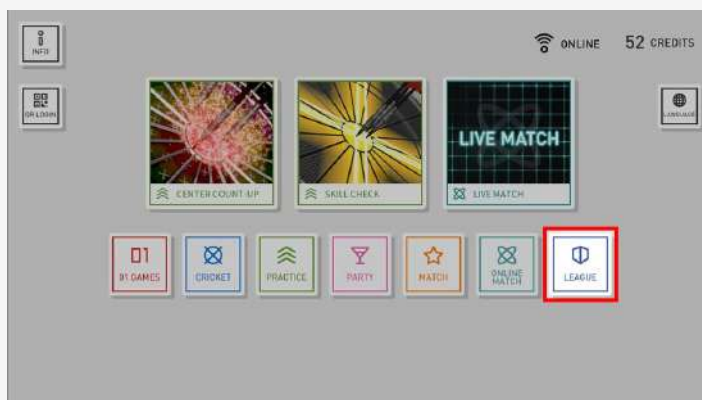 INFO
ONLINE
52 CREDITS
QR LOGIN
LANGUAGE
LIVE MATCH
CENTER COUNT-UP
SKILL CHECK
LIVE MATCH
01
01 GAMES
CRICKET
PRACTICE
PARTY
MATCH
ONLINE
MATCH
LEAGUE